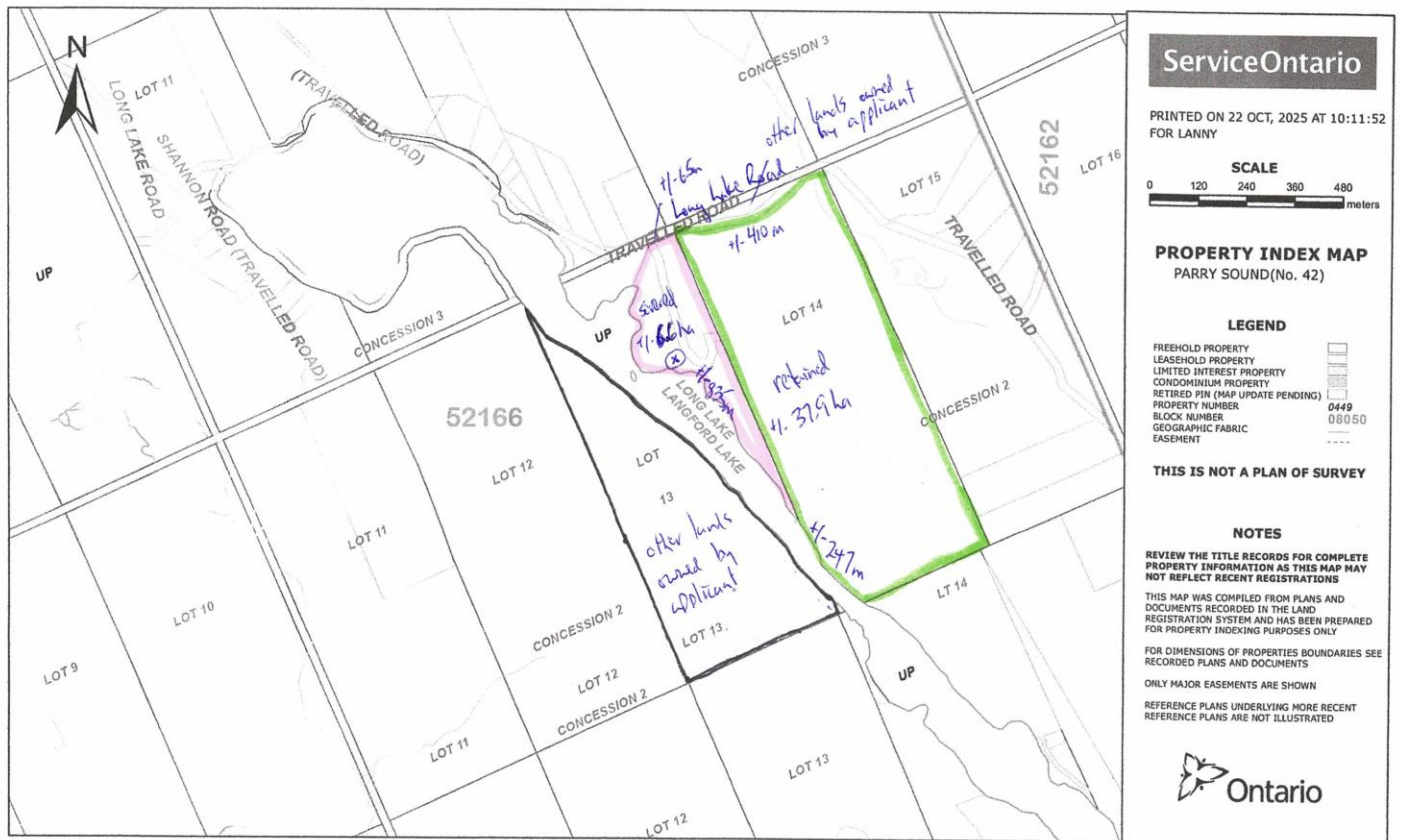 N
LOT 11
LONG LAKE ROAD
SHANNON ROAD (TRAVELLED ROAD)
(TRAVELLED ROAD)
CONCESSION 3
other lands owned
by applicant
52162
LOT 16
LOT 15
+/-65m
Long Lake Road
TRAVELLED ROAD
+/- 410 m
TRAVELLED ROAD
UP
UP
severed
LOT 14
CONCESSION 3
retained
+/- 37.9 ha
x
+/-835m
LONG LAKE
LANGFORD LAKE
CONCESSION 2
52166
LOT 12
LOT
13
other lands
owned by
applicant
LOT 11
+/- 247 m
LT 14
LOT 10
CONCESSION 2
LOT 13
LOT 9
LOT 12
UP
CONCESSION 2
LOT 11
LOT 13
LOT 12
ServiceOntario
PRINTED ON 22 OCT, 2025 AT 10:11:52
FOR LANNY
SCALE
0 120 240 360 480
meters
PROPERTY INDEX MAP
PARRY SOUND(No. 42)
LEGEND
FREEHOLD PROPERTY
LEASEHOLD PROPERTY
LIMITED INTEREST PROPERTY
CONDOMINIUM PROPERTY
RETIRED PIN (MAP UPDATE PENDING)
PROPERTY NUMBER 0449
BLOCK NUMBER 08050
GEOGRAPHIC FABRIC
EASEMENT
THIS IS NOT A PLAN OF SURVEY
NOTES
REVIEW THE TITLE RECORDS FOR COMPLETE
PROPERTY INFORMATION AS THIS MAP MAY
NOT REFLECT RECENT REGISTRATIONS
THIS MAP WAS COMPILED FROM PLANS AND
DOCUMENTS RECORDED IN THE LAND
REGISTRATION SYSTEM AND HAS BEEN PREPARED
FOR PROPERTY INDEXING PURPOSES ONLY
FOR DIMENSIONS OF PROPERTIES BOUNDARIES SEE
RECORDED PLANS AND DOCUMENTS
ONLY MAJOR EASEMENTS ARE SHOWN
REFERENCE PLANS UNDERLYING MORE RECENT
REFERENCE PLANS ARE NOT ILLUSTRATED
Ontario